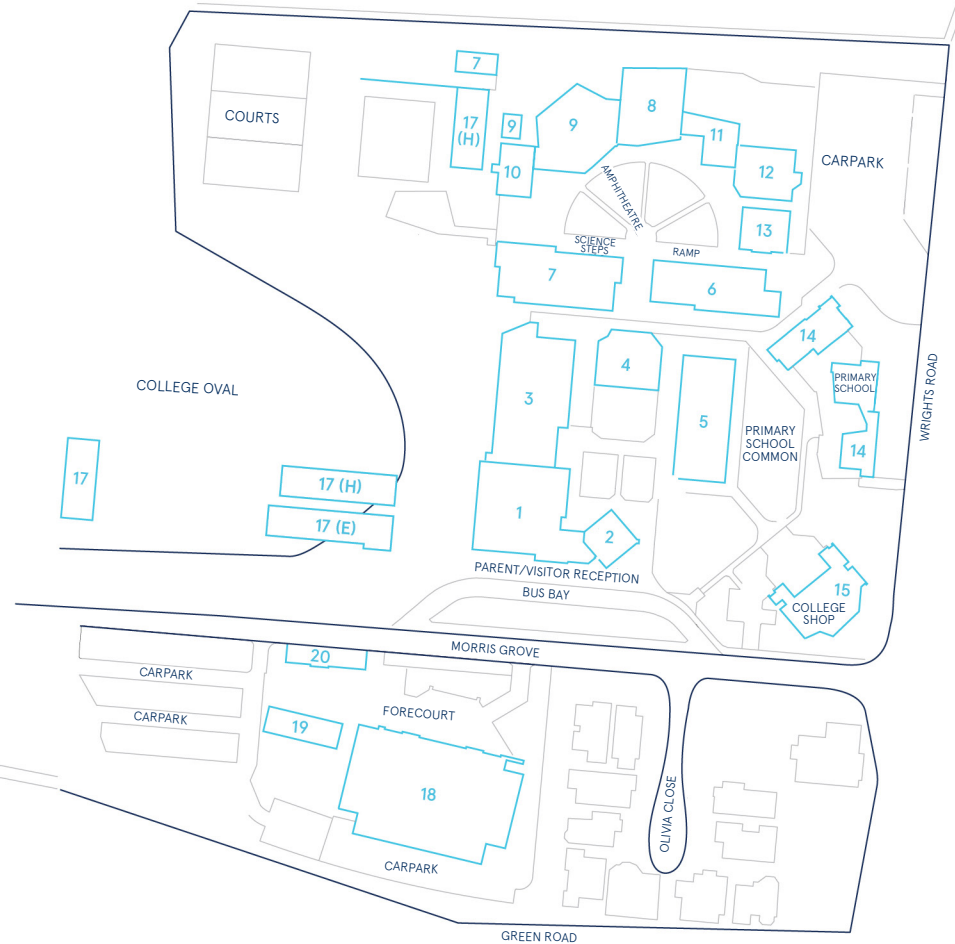 7
8
COURTS
17
(H)
9
9
11
CARPARK
10
12
AMPHITHEATRE
13
SCIENCE
STEPS
RAMP
7
6
14
4
PRIMARY
SCHOOL
COLLEGE OVAL
WRIGHTS ROAD
3
5
PRIMARY
SCHOOL
COMMON
14
17
17 (H)
1
17 (E)
2
PARENT/VISITOR RECEPTION
BUS BAY
15
COLLEGE
SHOP
MORRIS GROVE
20
CARPARK
FORECOURT
CARPARK
19
18
OLIVIA CLOSE
CARPARK
GREEN ROAD